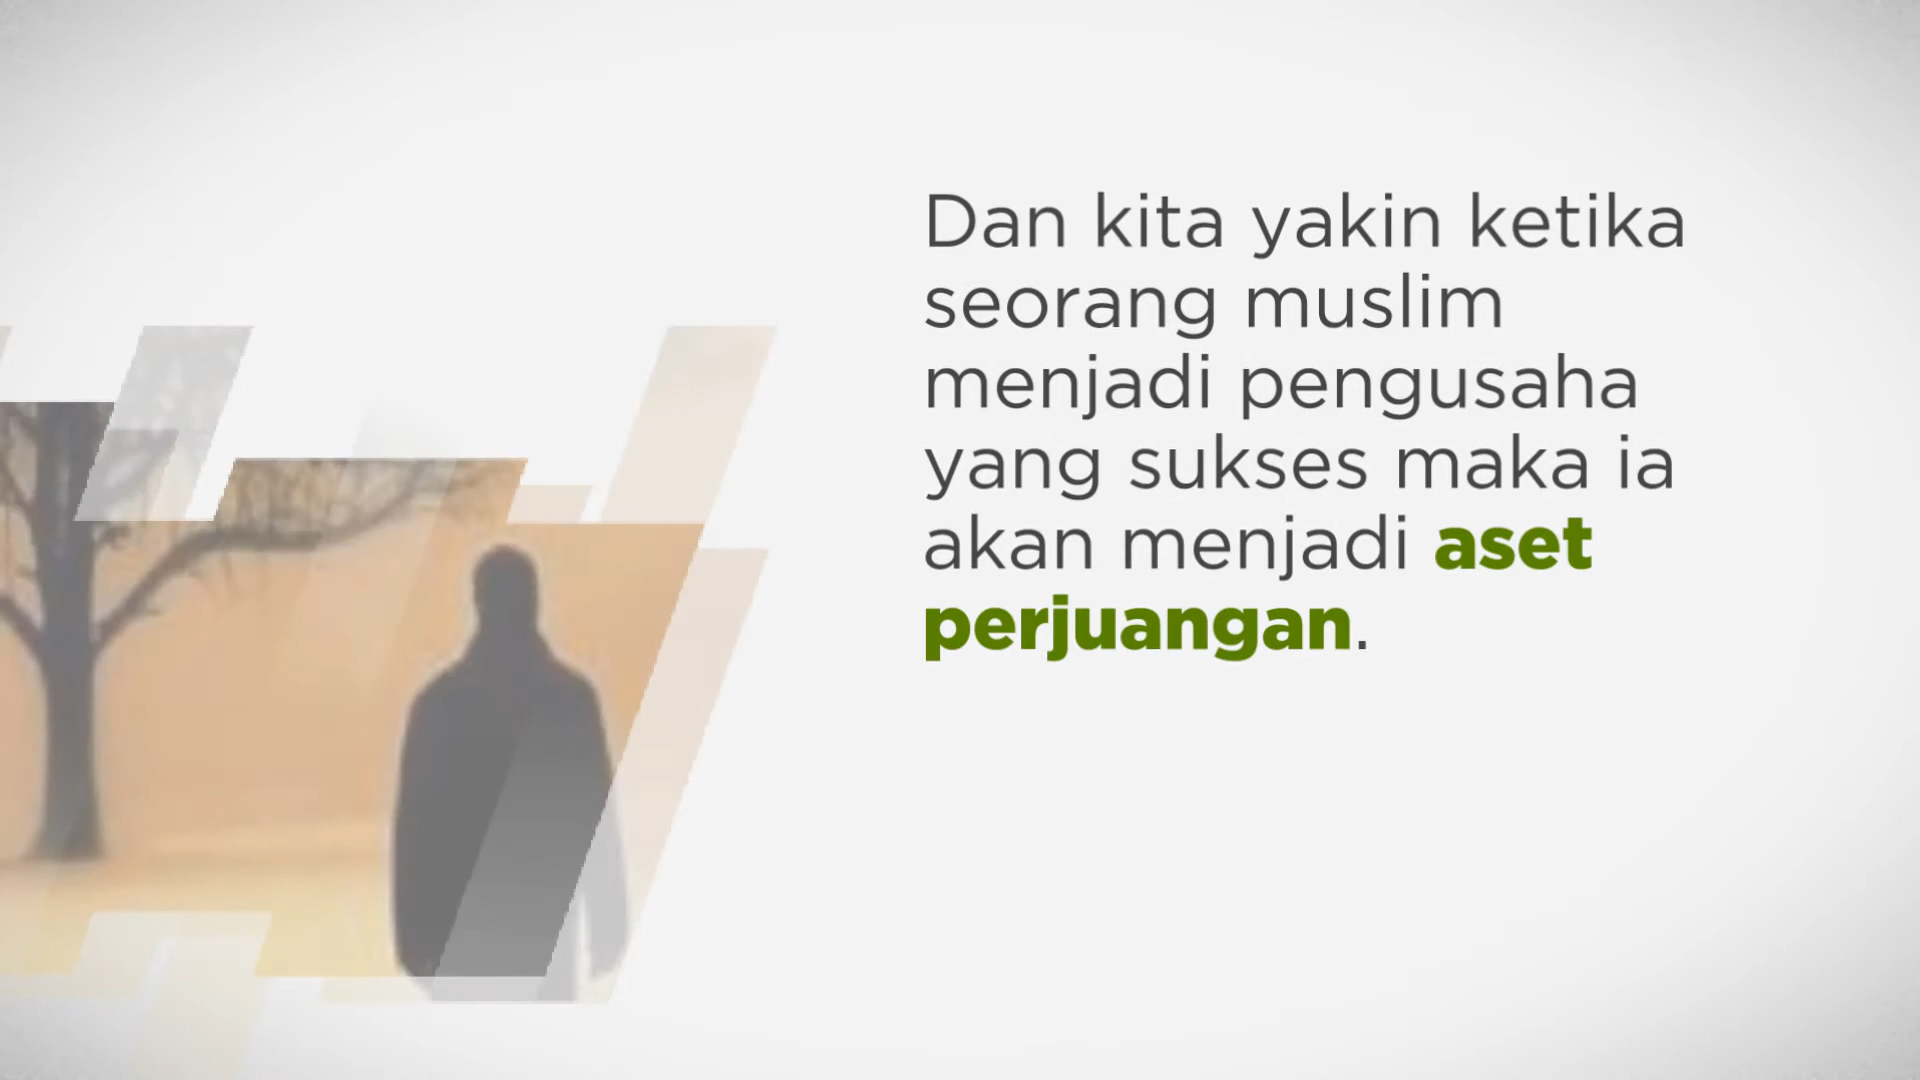 Dan kita yakin ketika
seorang muslim
menjadi pengusaha
yang sukses maka ia
akan menjadi aset
perjuangan.